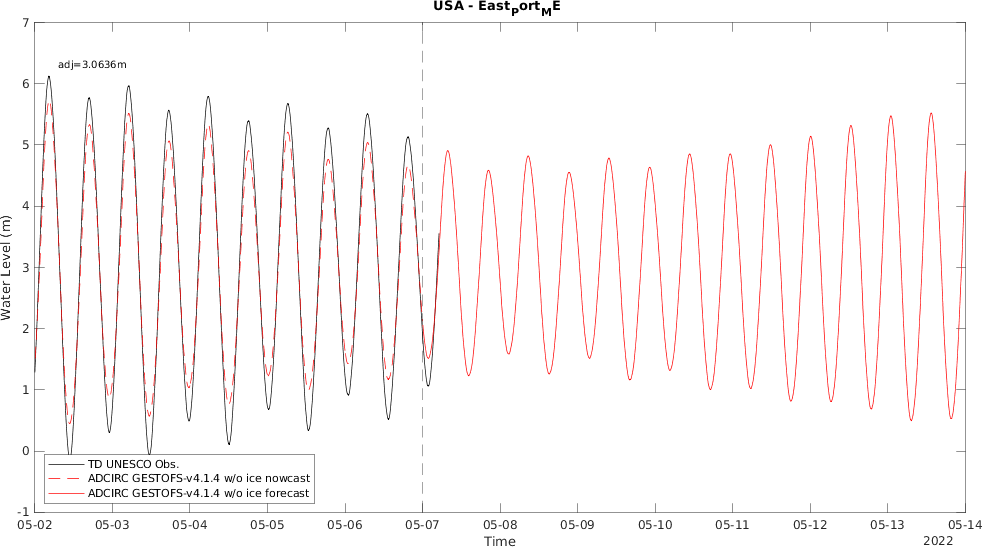 USA - EastPortME
adj=3.0636m
7
6
5
4
3
2
1
0
-1
Water Level (m)
TD UNESCO Obs.
ADCIRC GESTOFS-v4.1.4 w/o ice nowcast
ADCIRC GESTOFS-v4.1.4 w/o ice forecast
05-02 05-03 05-04 05-05 05-06 05-07 05-08 05-09 05-10 05-11 05-12 05-13 05-14
Time
2022